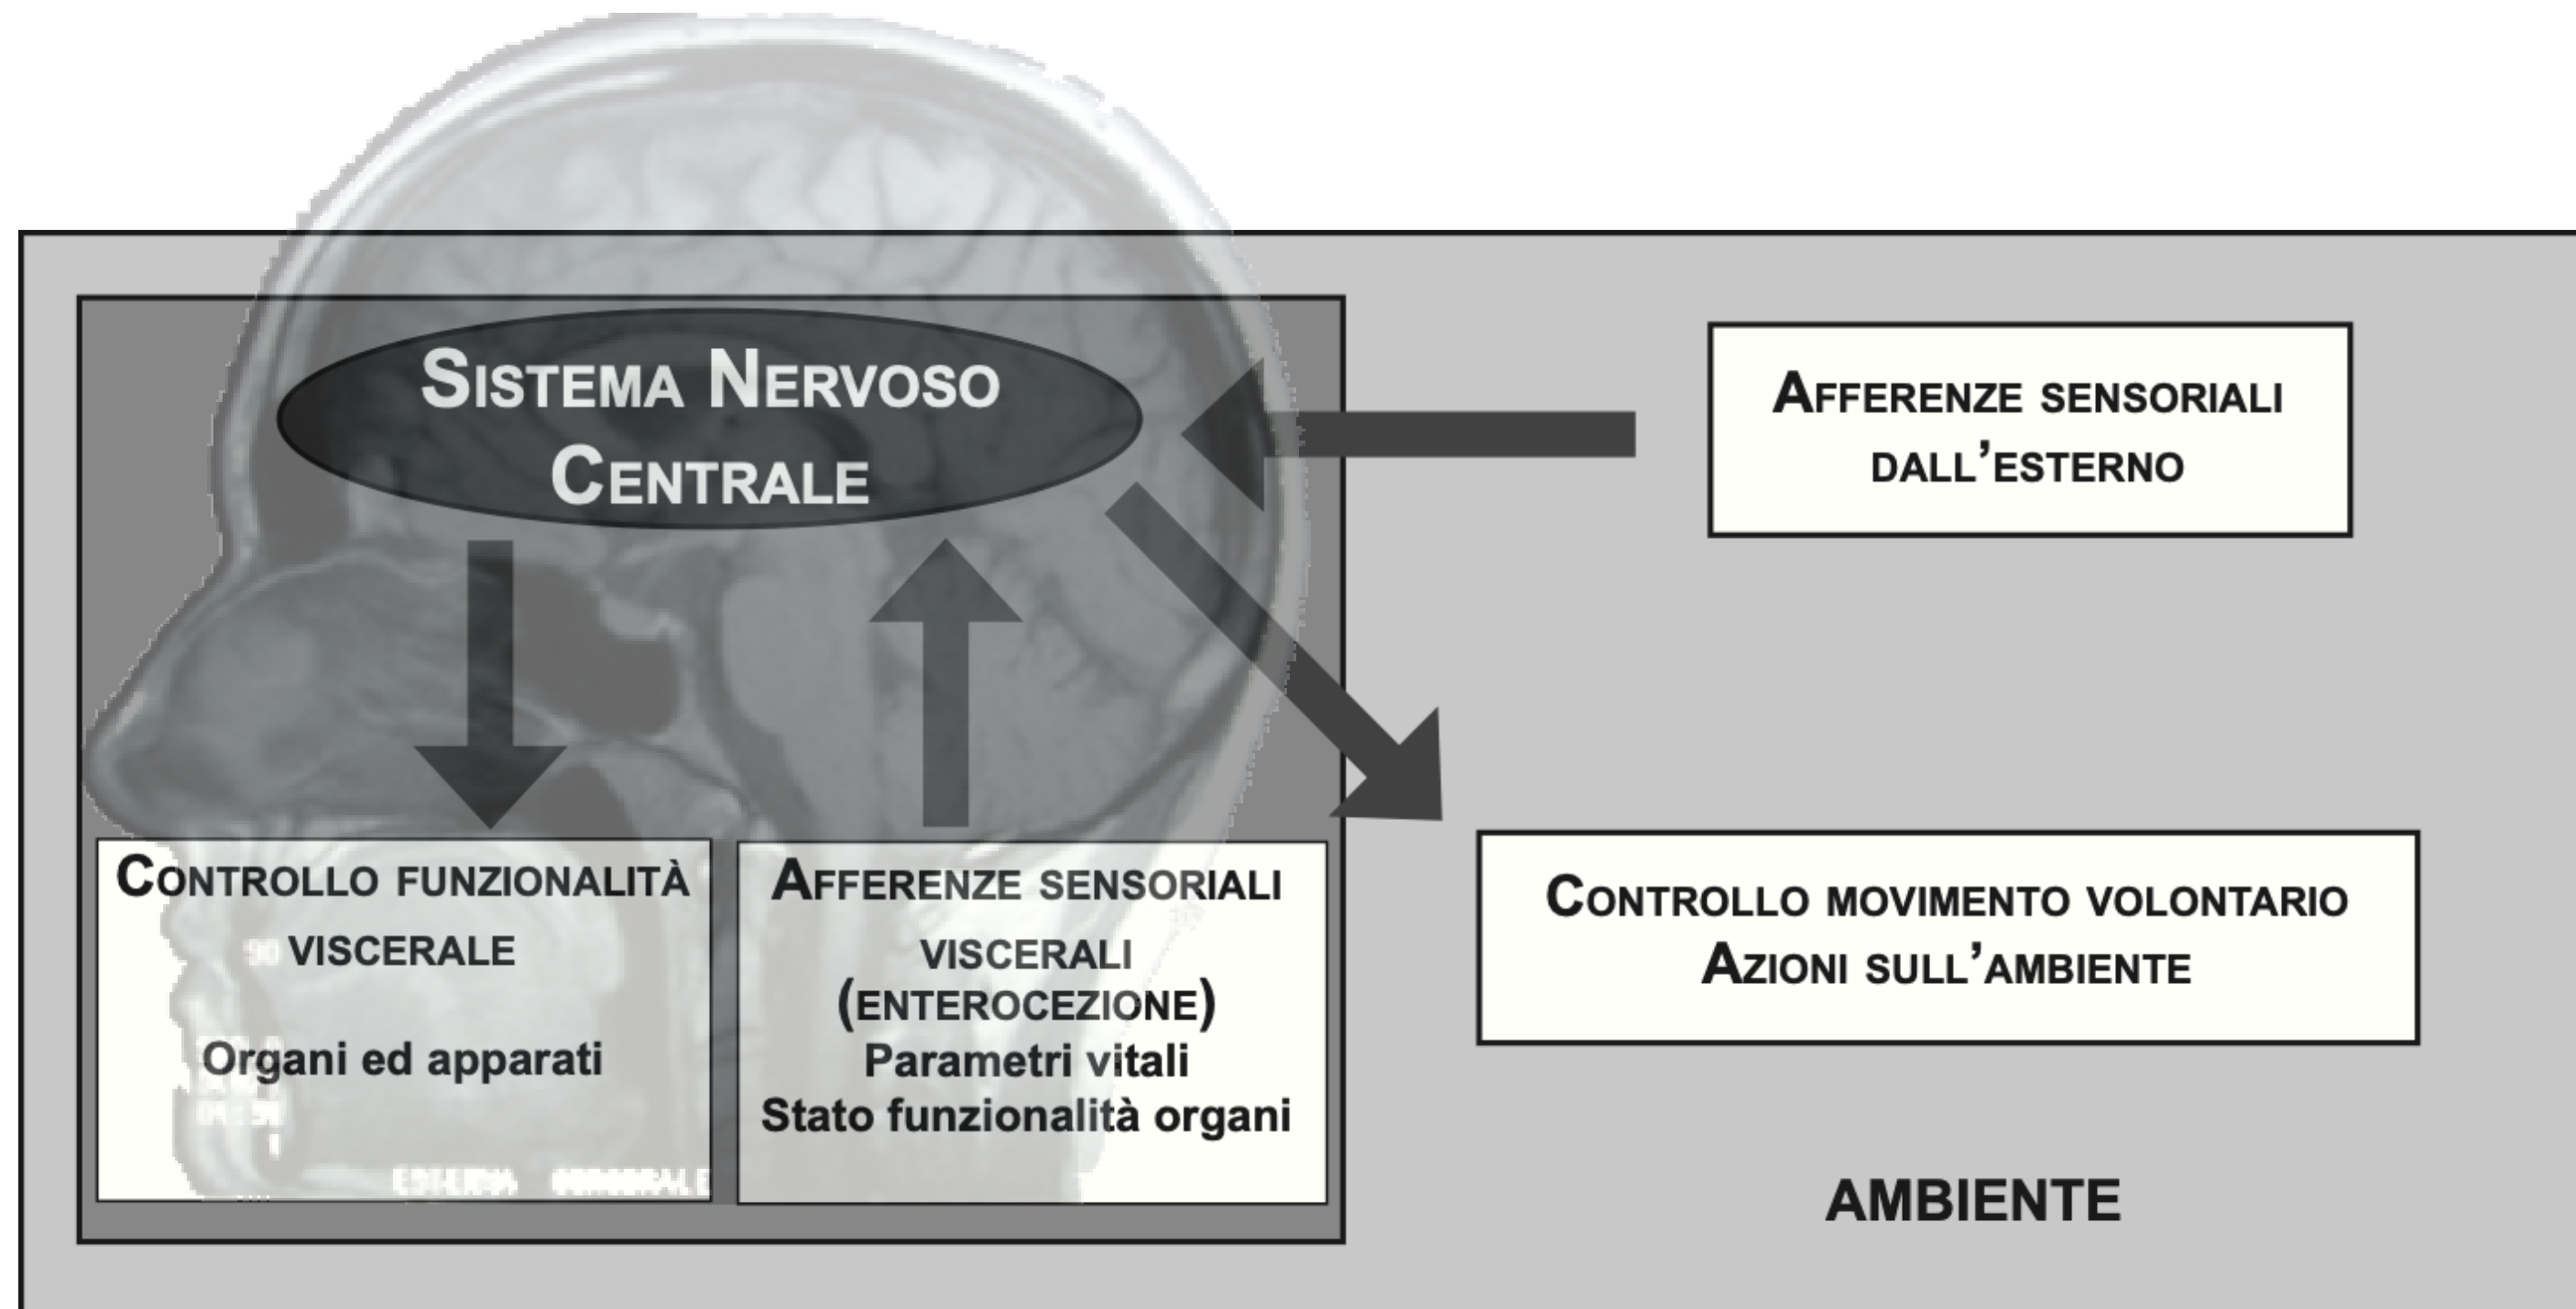 SISTEMA NERVOSO
CENTRALE
AFFERENZE SENSORIALI
DALL'ESTERNO
CONTROLLO FUNZIONALITÀ
VISCERALE
Organi ed apparati
AFFERENZE SENSORIALI
VISCERALI
(ENTEROCEZIONE)
Parametri vitali
Stato funzionalità organi
CONTROLLO MOVIMENTO VOLONTARIO
AZIONI SULL'AMBIENTE
AMBIENTE